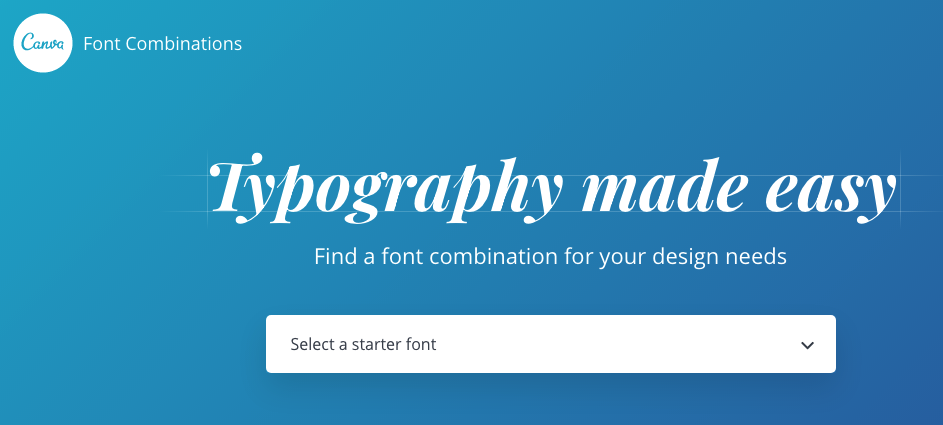 Canva
Font Combinations
Typography made easy
Find a font combination for your design needs
Select a starter font